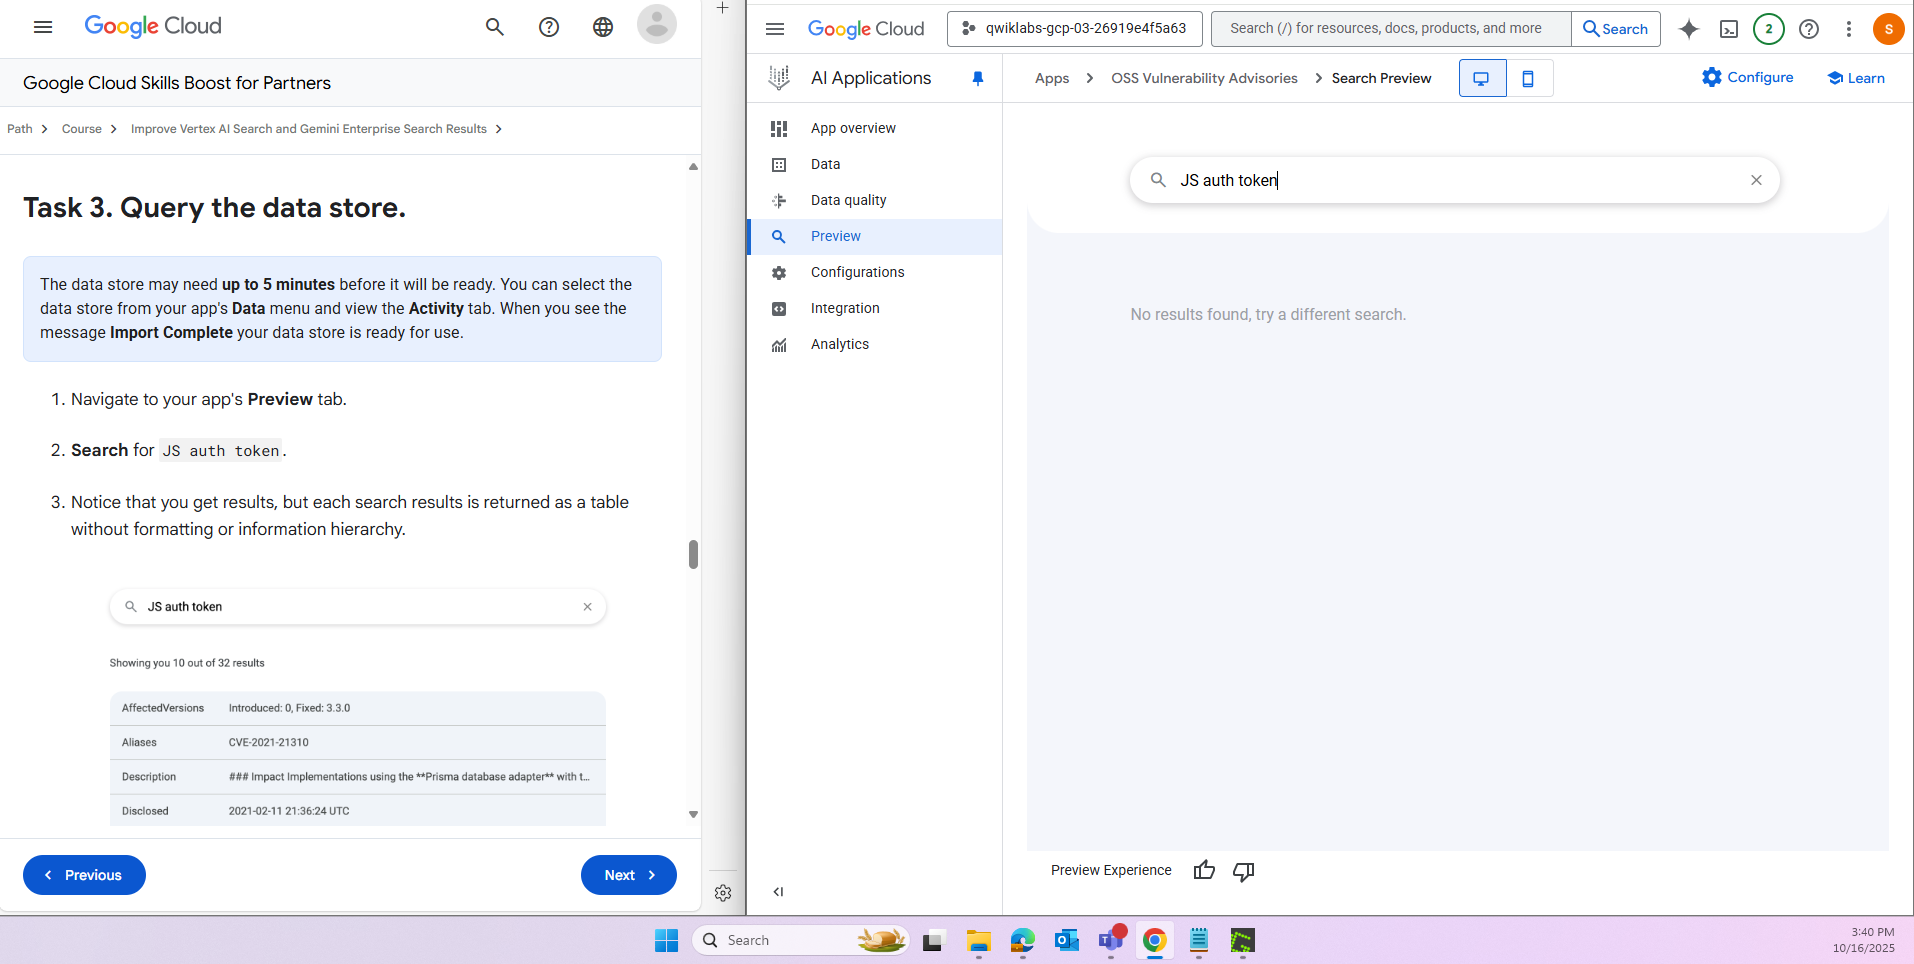 Google Cloud
Google Cloud Skills Boost for Partners
Path > Course > Improve Vertex AI Search and Gemini Enterprise Search Results >
Task 3. Query the data store.
The data store may need up to 5 minutes before it will be ready. You can select the
data store from your app's Data menu and view the Activity tab. When you see the
message Import Complete your data store is ready for use.
1. Navigate to your app's Preview tab.
2. Search for JS auth token.
3. Notice that you get results, but each search results is returned as a table
without formatting or information hierarchy.
JS auth token
Showing you 10 out of 32 results
AffectedVersions Introduced: 0, Fixed: 3.3.0
Aliases CVE-2021-21310
Description ### Impact Implementations using the **Prisma database adapter** with t...
Disclosed 2021-02-11 21:36:24 UTC
Previous
Next
Google Cloud
qwiklabs-gcp-03-26919e4f5a63
Search (/) for resources, docs, products, and more
Search
2
S
AI Applications
Apps > OSS Vulnerability Advisories > Search Preview
Configure
Learn
App overview
Data
Data quality
Preview
Configurations
Integration
Analytics
JS auth token
No results found, try a different search.
Preview Experience
Search
3:40 PM
10/16/2025